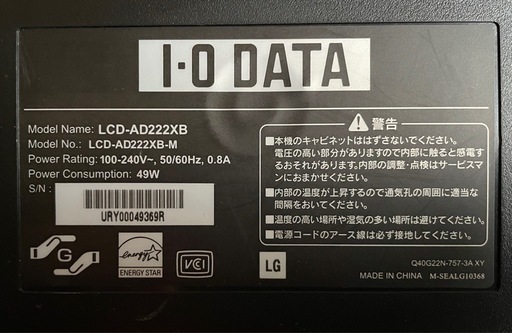 I-O DATA
Model Name: LCD-AD222XB
Model No.: LCD-AD222XB-M
Power Rating: 100-240V~, 50/60Hz, 0.8A
Power Consumption: 49W
S/N :
URY00049369R
G
energy
ENERGY STAR
VCCI
LG
⚠警告
■本機のキャビネットははずさないでください。
電圧の高い部分がありますので内部に触ると感電するおそれがあります。内部の調整・点検はサービスマンにおまかせください。
■内部の温度が上昇するので通気孔の周囲に適当な間隔をおいてください。
■温度の高い場所や湿気の多い場所は避けてください。
■電源コードのアース線は必ず接地してください。
Q40G22N-757-3A XY
MADE IN CHINA M-SEALG10368